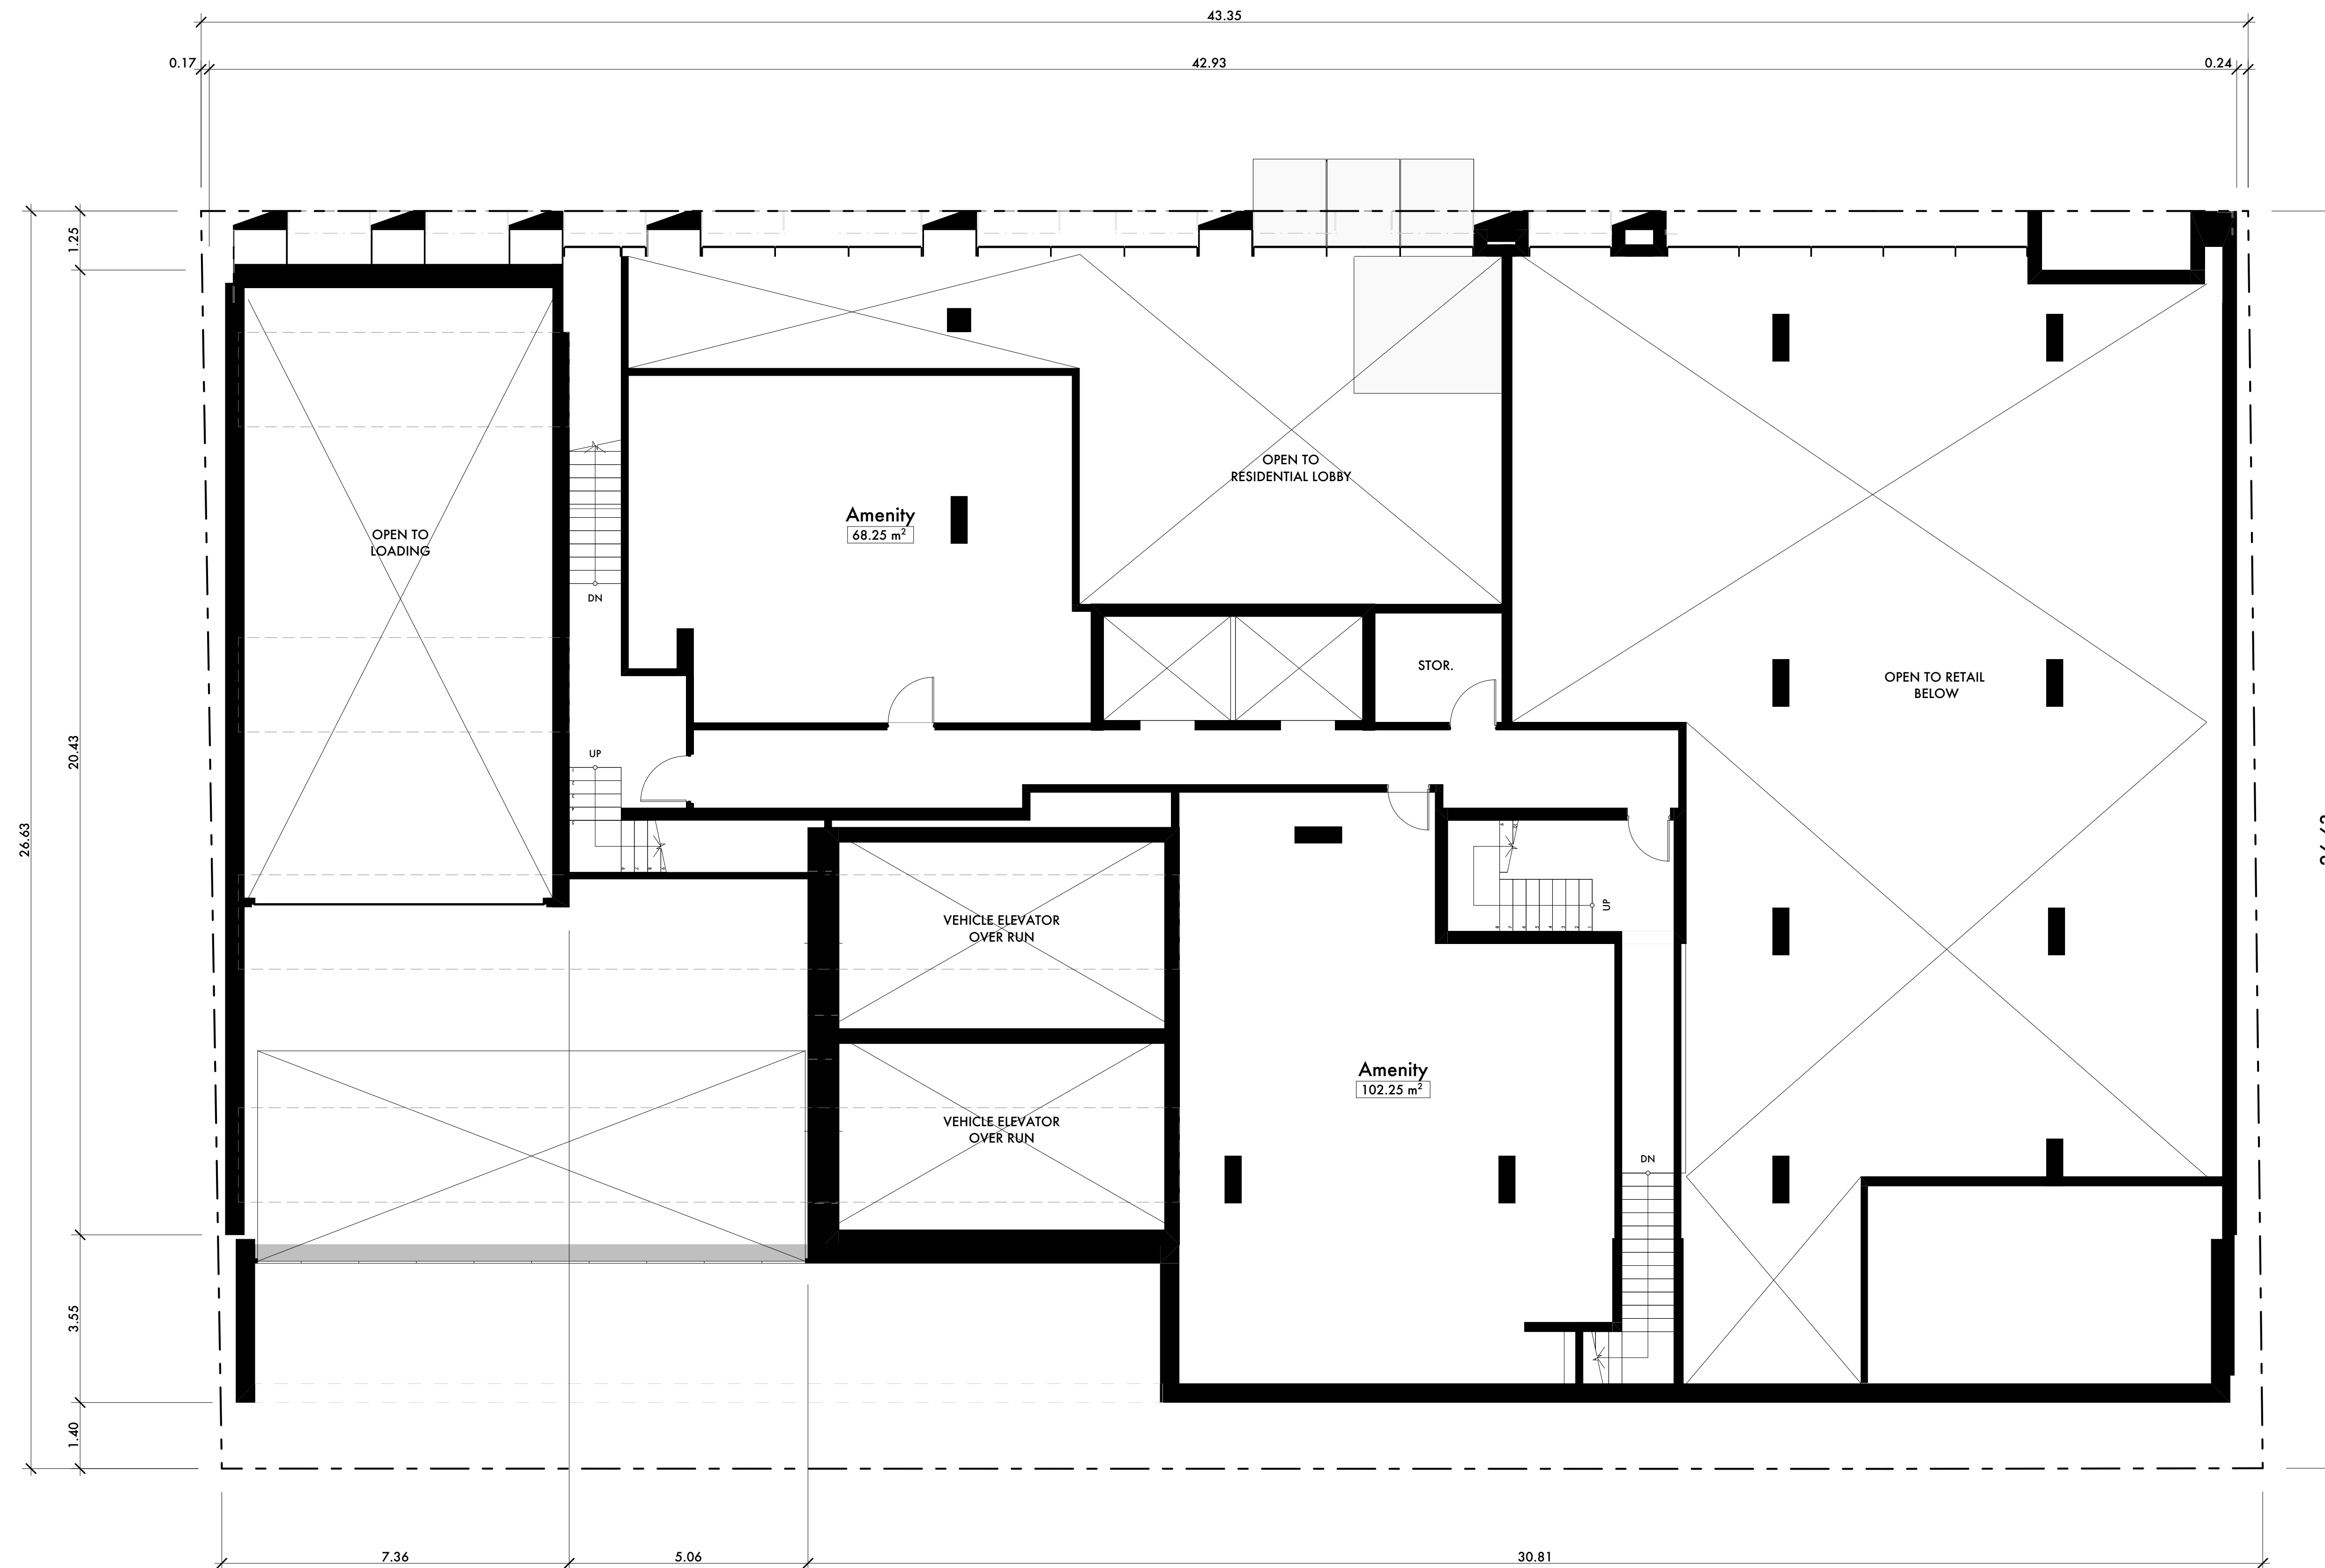 43.35
0.17
42.93
0.24
1.25
20.43
26.63
3.55
1.40
OPEN TO
LOADING
DN
UP
Amenity
68.25 m²
OPEN TO
RESIDENTIAL LOBBY
STOR.
OPEN TO RETAIL
BELOW
VEHICLE ELEVATOR
OVER RUN
VEHICLE ELEVATOR
OVER RUN
UP
Amenity
102.25 m²
DN
7.36
5.06
30.81